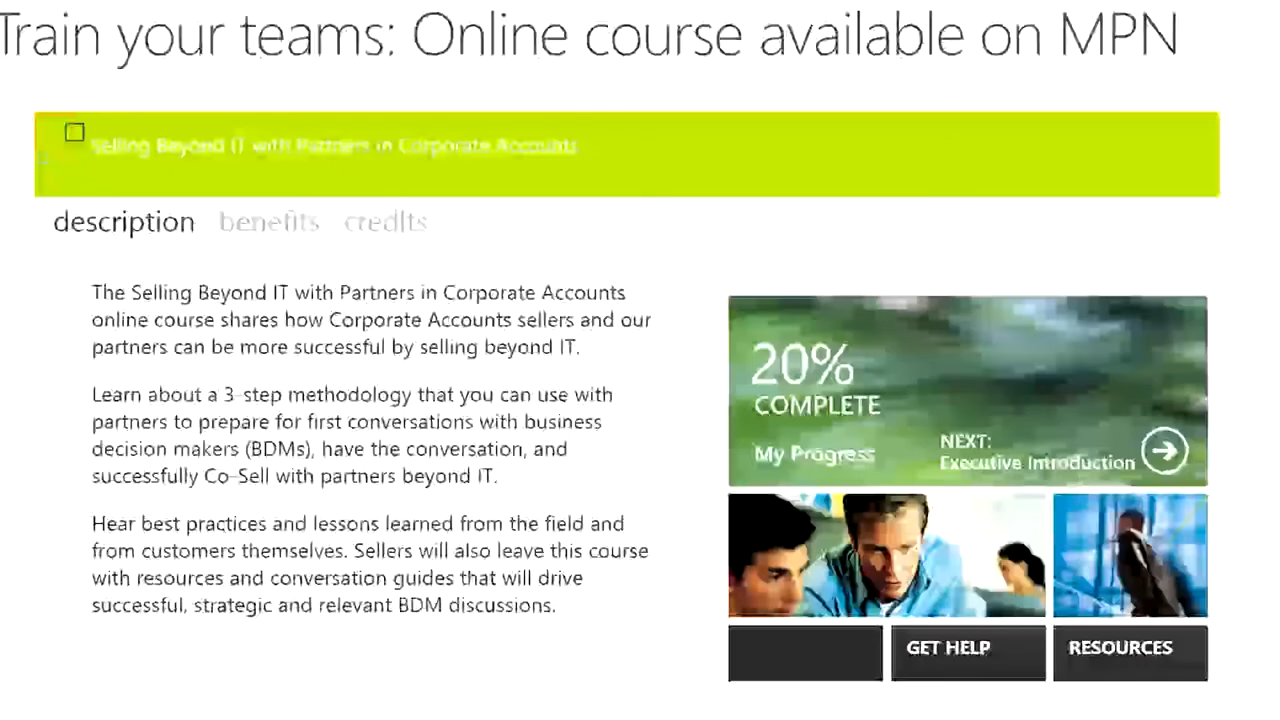 Train your teams: Online course available on MPN
Selling Beyond IT with Partners in Corporate Accounts
description benefits credits
The Selling Beyond IT with Partners in Corporate Accounts
online course shares how Corporate Accounts sellers and our
partners can be more successful by selling beyond IT.
Learn about a 3-step methodology that you can use with
partners to prepare for first conversations with business
decision makers (BDMs), have the conversation, and
successfully Co-Sell with partners beyond IT.
Hear best practices and lessons learned from the field and
from customers themselves. Sellers will also leave this course
with resources and conversation guides that will drive
successful, strategic and relevant BDM discussions.
20%
COMPLETE
My Progress
NEXT:
Executive Introduction
GET HELP
RESOURCES